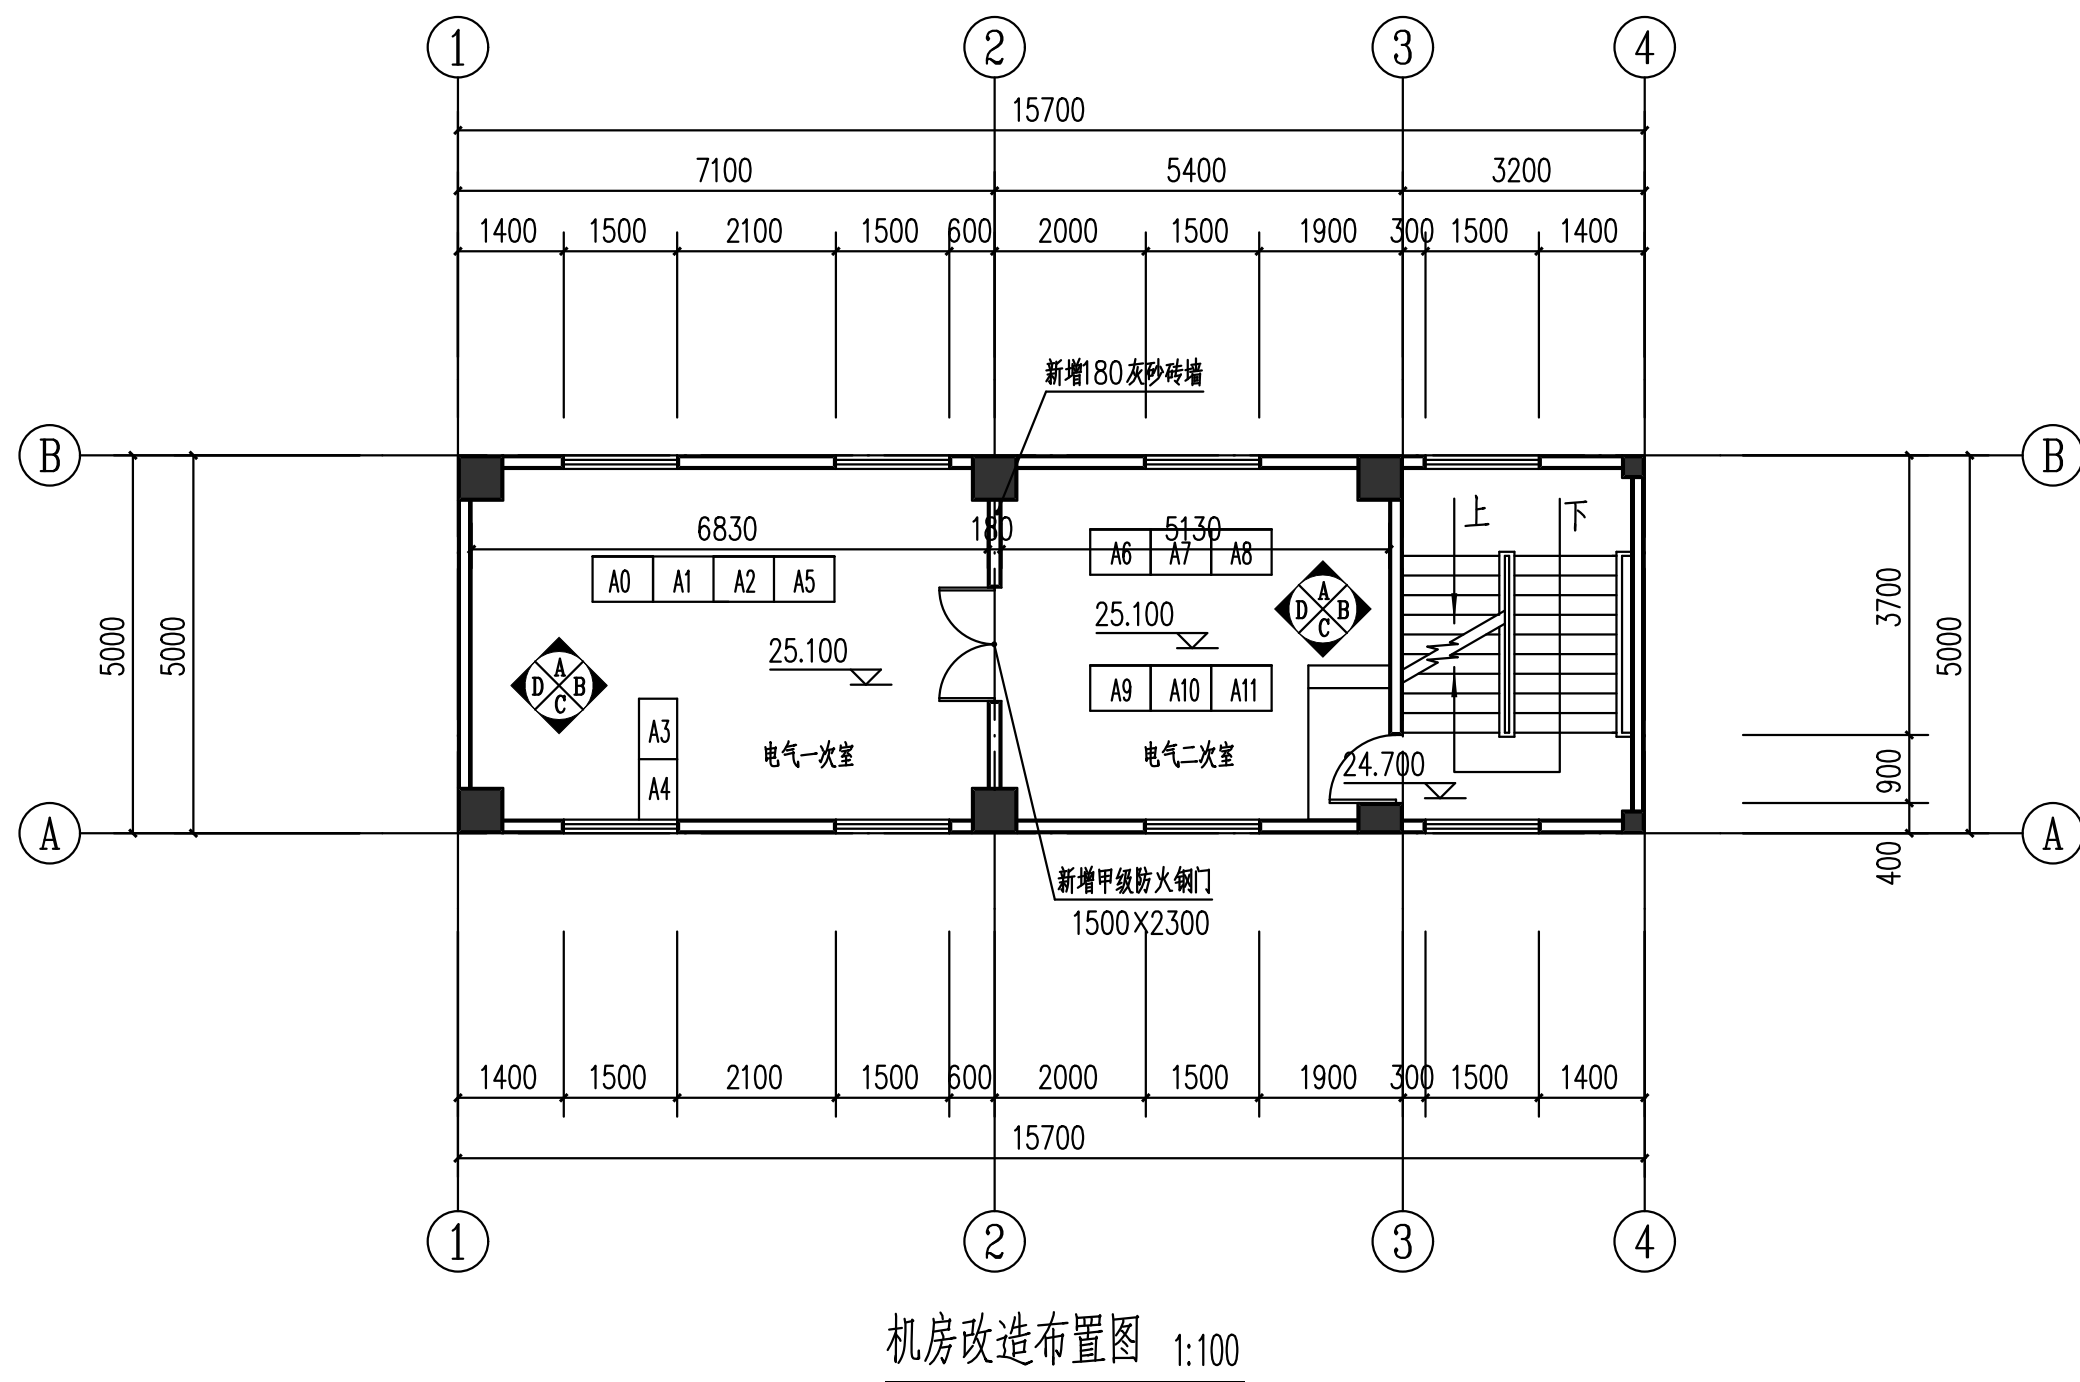 1 2 3 4
15700
7100 5400 3200
1400 1500 2100 1500 600 2000 1500 1900 300 1500 1400
新增180灰砂砖墙
B B
上 下
6830 180 5130
A6 A7 A8
A0 A1 A2 A5
3700
A
D B
C
25.100
5000 5000 5000
25.100
A
D B
C
A9 A10 A11
A3
电气一次室 电气二次室
24.700
900
A4
A A
400
新增甲级防火钢门
1500X2300
1400 1500 2100 1500 600 2000 1500 1900 300 1500 1400
15700
1 2 3 4
机房改造布置图 1:100